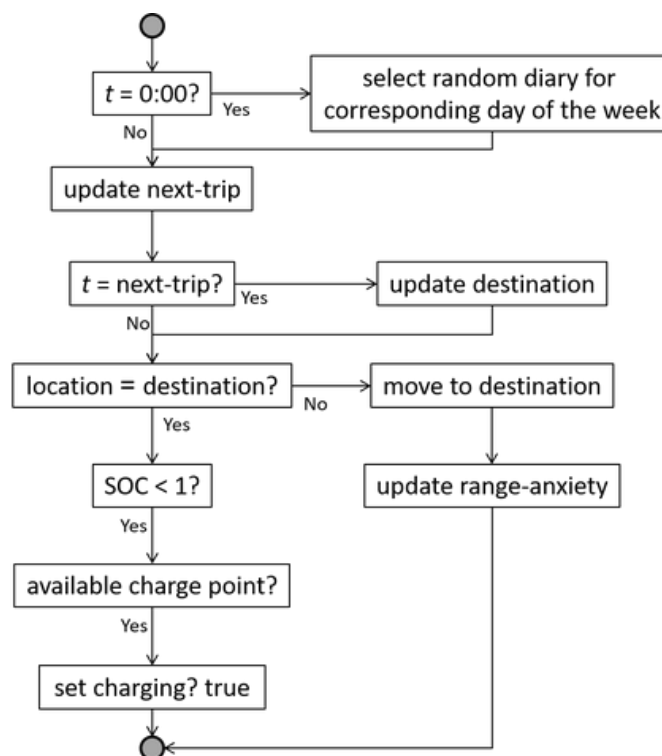 t = 0:00?
Yes
select random diary for
corresponding day of the week
No
update next-trip
t = next-trip?
Yes
update destination
No
location = destination?
No
move to destination
Yes
SOC < 1?
update range-anxiety
Yes
available charge point?
Yes
set charging? true